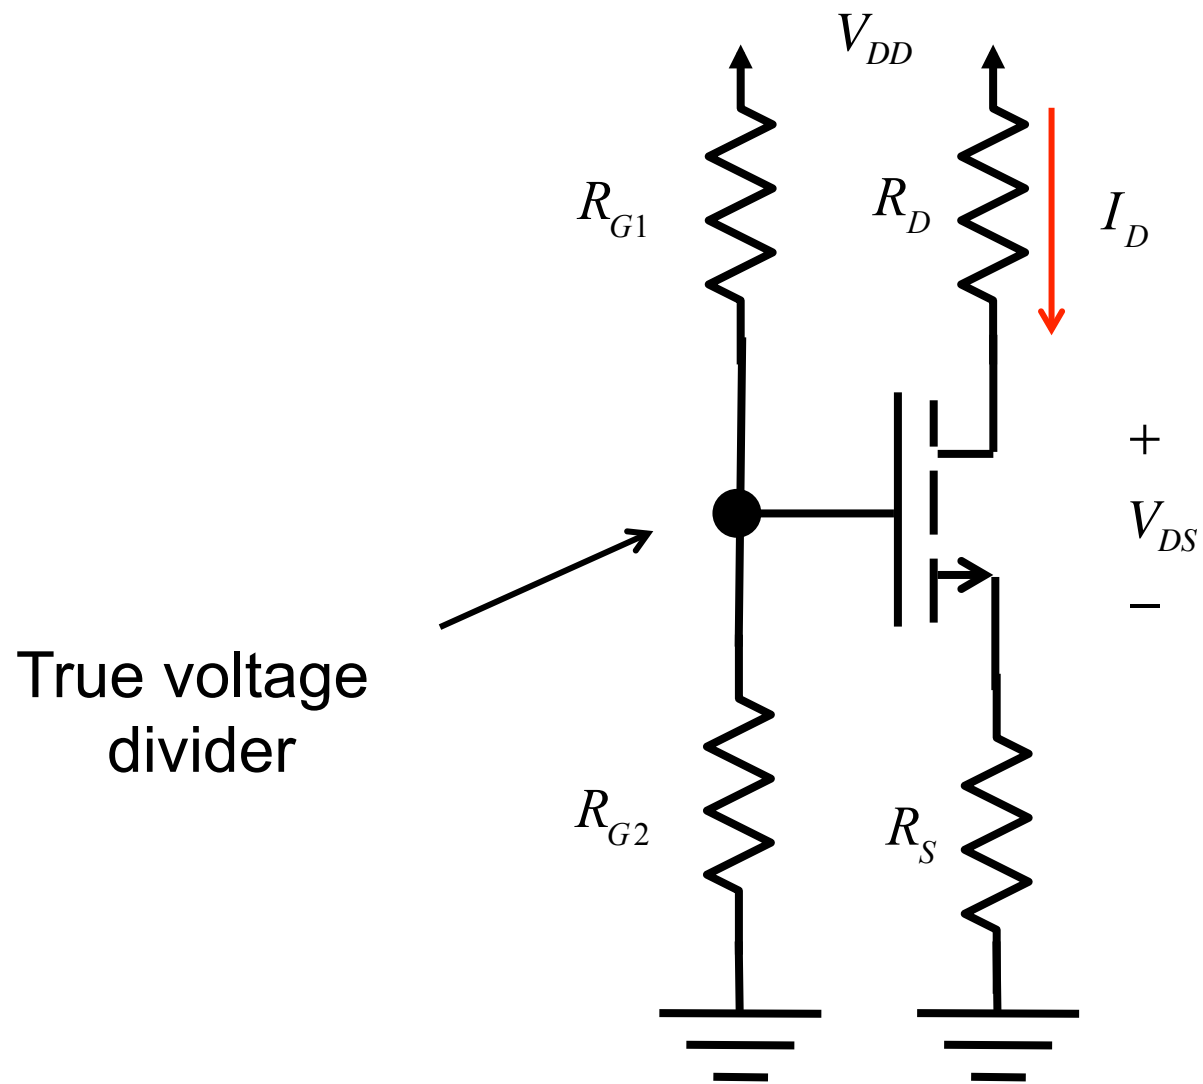 V_DD
R_G1
R_D
I_D
+
V_DS
−
True voltage
divider
R_G2
R_S